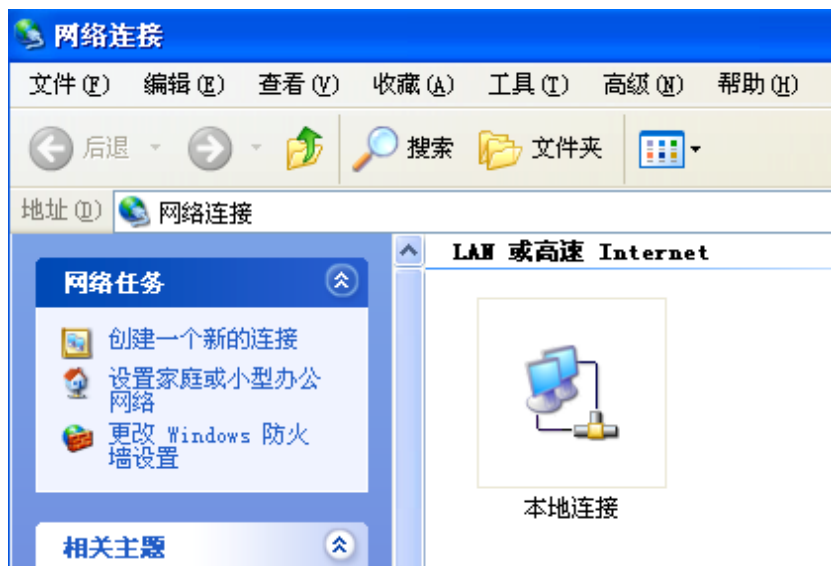 网络连接
文件(F) 编辑(E) 查看(V) 收藏(A) 工具(T) 高级(N) 帮助(H)
后退 搜索 文件夹
地址(D) 网络连接
网络任务
创建一个新的连接
设置家庭或小型办公
网络
更改 Windows 防火
墙设置
相关主题
LAN 或高速 Internet
本地连接